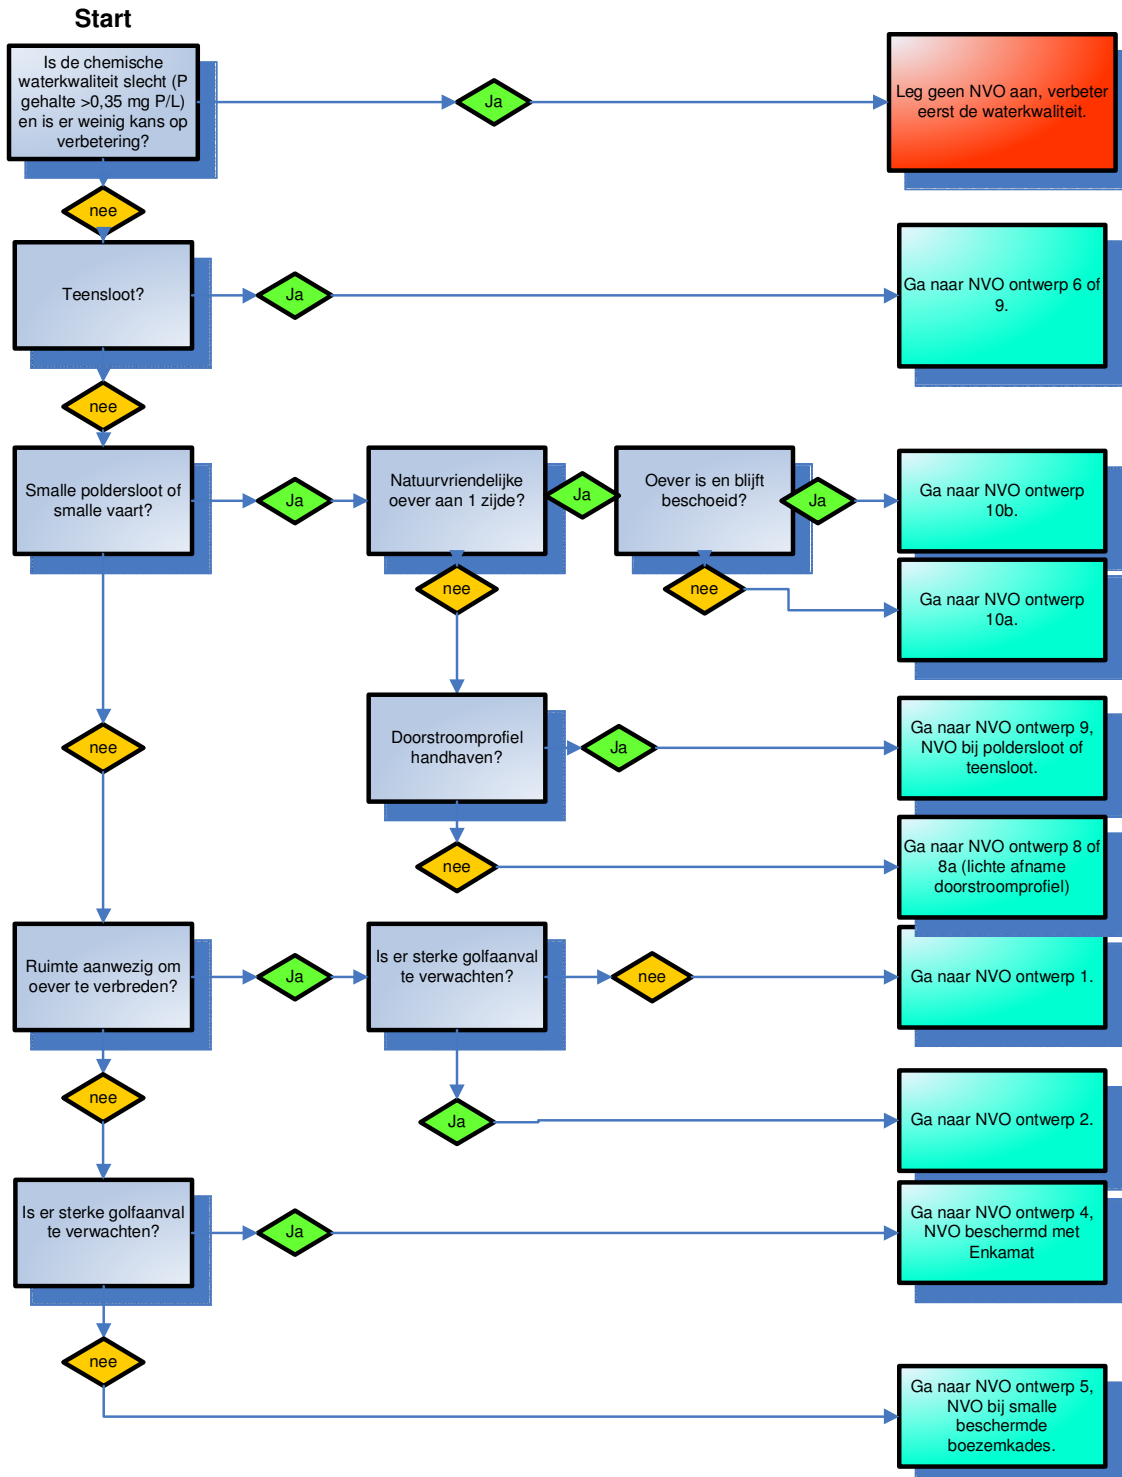 Start
Is de chemische
waterkwaliteit slecht (P
gehalte >0,35 mg P/L)
en is er weinig kans op
verbetering?
Ja
Leg geen NVO aan, verbeter
eerst de waterkwaliteit.
nee
Teensloot?
Ja
Ga naar NVO ontwerp 6 of
9.
nee
Smalle poldersloot of
smalle vaart?
Ja
Natuurvriendelijke
oever aan 1 zijde?
Ja
Oever is en blijft
beschoeid?
Ja
Ga naar NVO ontwerp
10b.
nee
nee
Ga naar NVO ontwerp
10a.
nee
Doorstroomprofiel
handhaven?
Ja
Ga naar NVO ontwerp 9,
NVO bij poldersloot of
teensloot.
nee
Ga naar NVO ontwerp 8 of
8a (lichte afname
doorstroomprofiel)
Ruimte aanwezig om
oever te verbreden?
Ja
Is er sterke golfaanval
te verwachten?
nee
Ga naar NVO ontwerp 1.
nee
Ja
Ga naar NVO ontwerp 2.
Is er sterke golfaanval
te verwachten?
Ja
Ga naar NVO ontwerp 4,
NVO beschermd met
Enkamat
nee
Ga naar NVO ontwerp 5,
NVO bij smalle
beschermde
boezemkades.